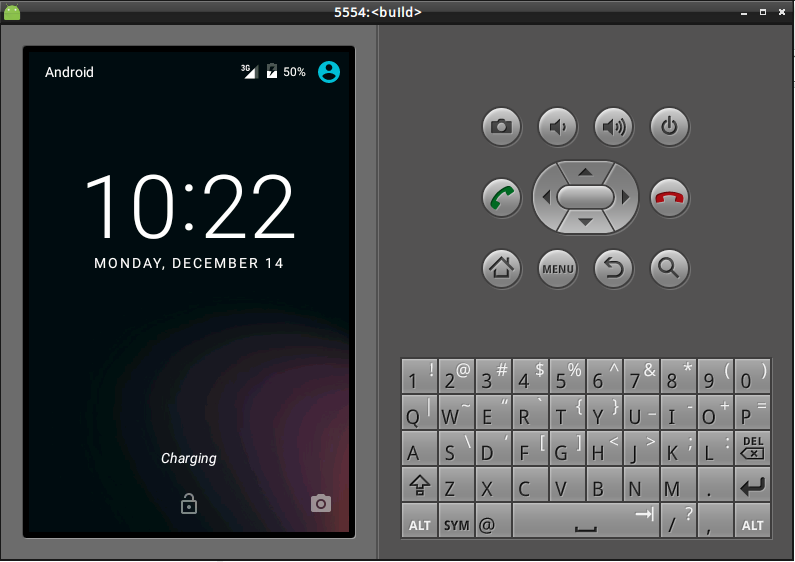 5554:<build>
Android 3G 50%
10:22
MONDAY, DECEMBER 14
Charging
MENU
1 ! 2 @ 3 # 4 $ 5 % 6 ^ 7 & 8 * 9 ( 0 )
Q | W ~ E “ R ` T { Y } U _ I - O + P =
A S \ D ‘ F [ G ] H < J > K ; L : DEL
Z X C V B N M .
ALT SYM @ / ? , ALT